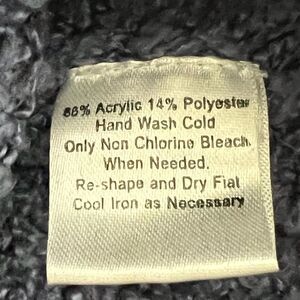 86% Acrylic 14% Polyester
Hand Wash Cold
Only Non Chlorine Bleach
When Needed.
Re-shape and Dry Flat
Cool Iron as Necessary